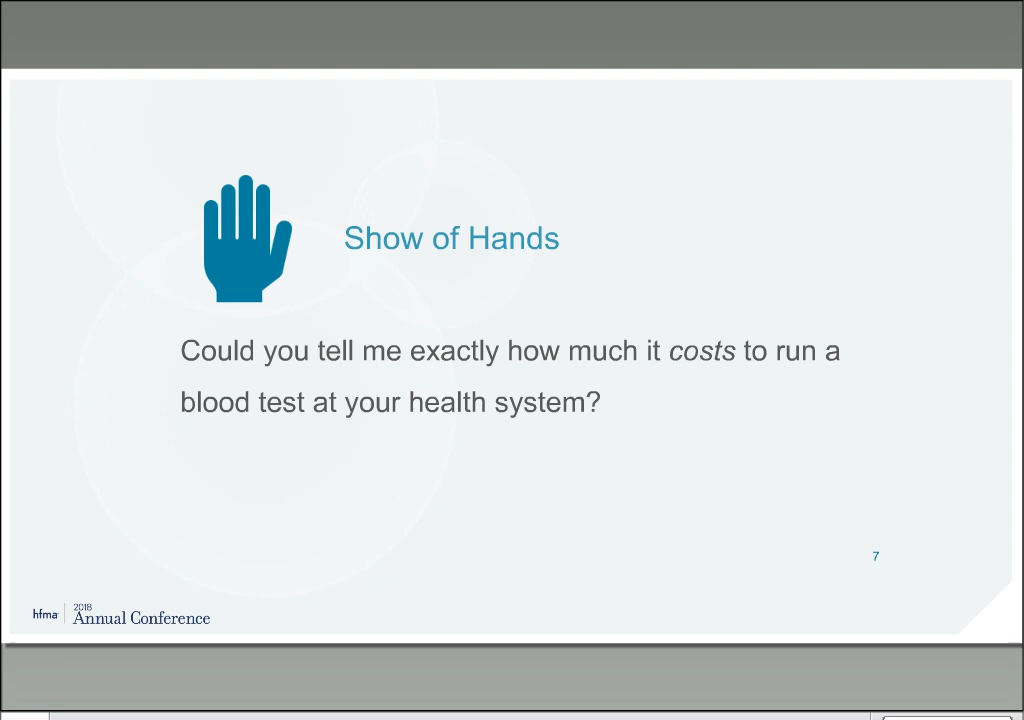 Show of Hands
Could you tell me exactly how much it costs to run a
blood test at your health system?
7
hfma
2018
Annual Conference